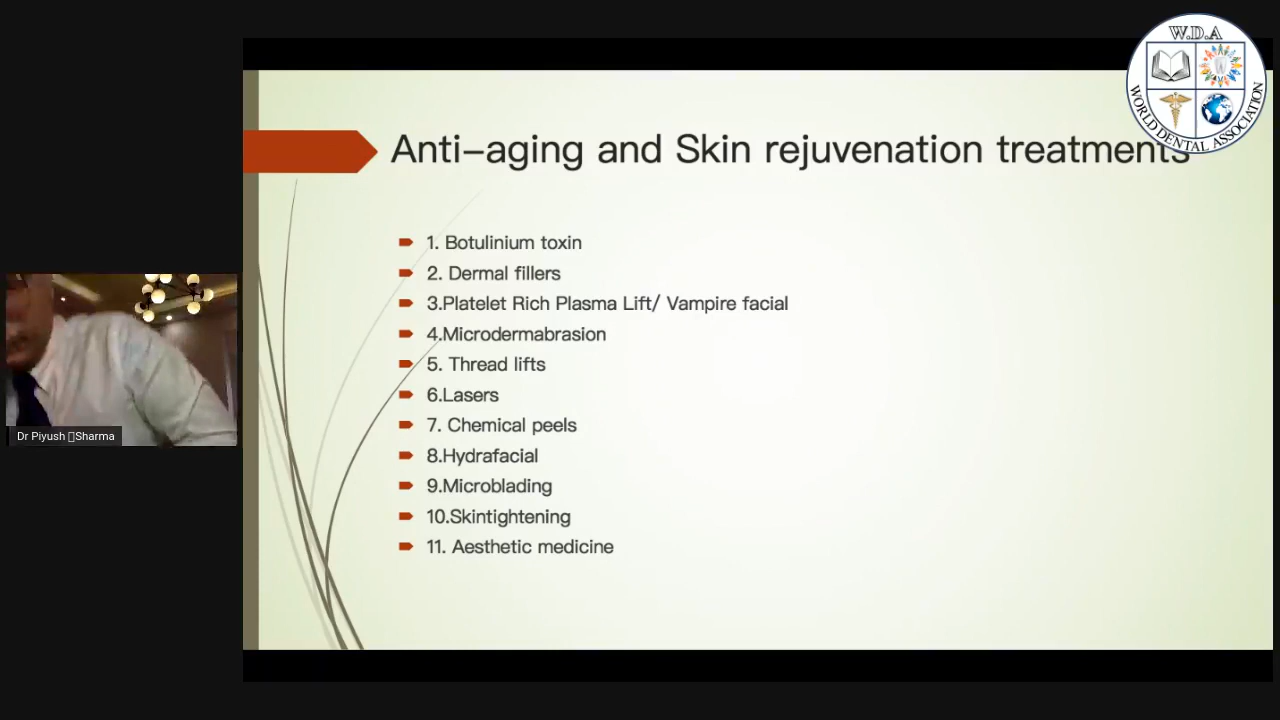 W.D.A
WORLD DENTAL ASSOCIATION
Anti-aging and Skin rejuvenation treatments
1. Botulinium toxin
2. Dermal fillers
3.Platelet Rich Plasma Lift/ Vampire facial
4.Microdermabrasion
5. Thread lifts
6.Lasers
7. Chemical peels
8.Hydrafacial
9.Microblading
10.Skintightening
11. Aesthetic medicine
Dr Piyush Sharma